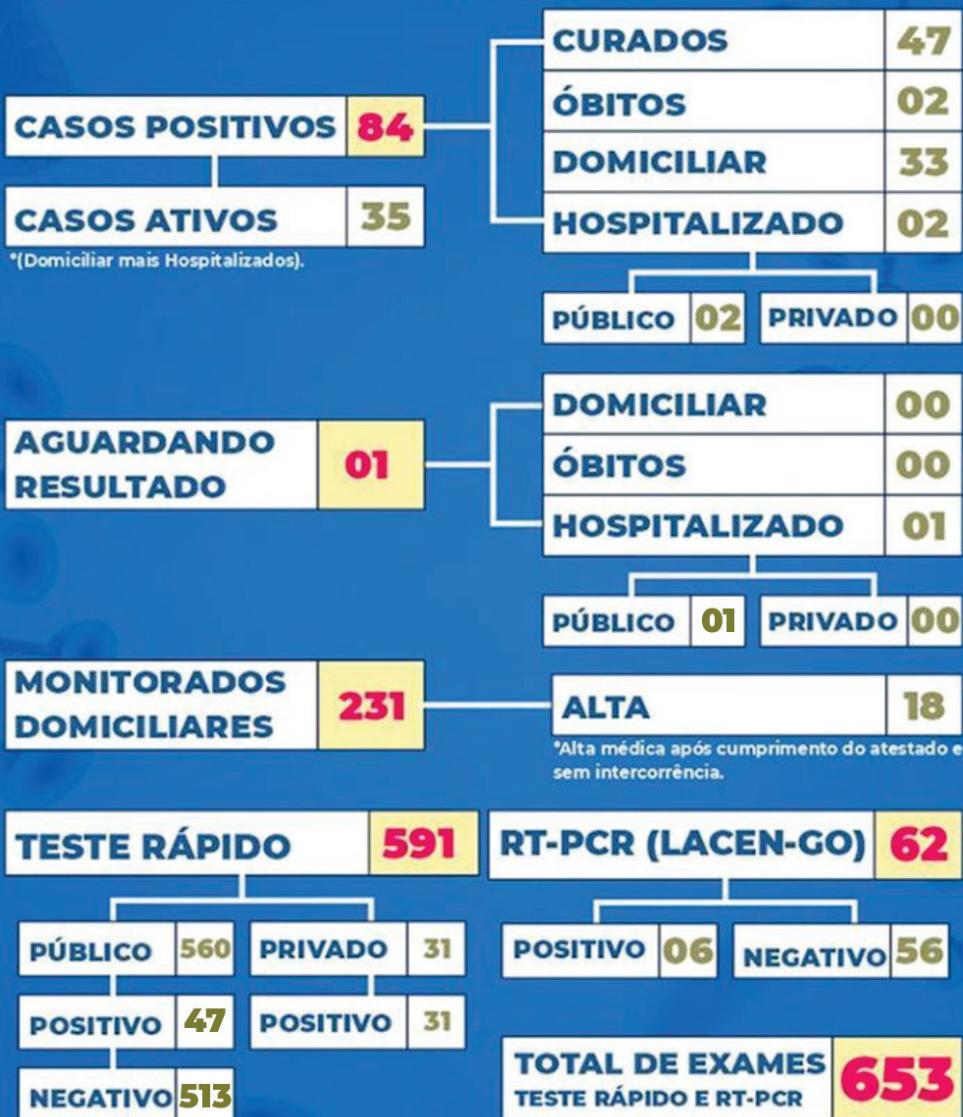 CURADOS 47
ÓBITOS 02
CASOS POSITIVOS 84
DOMICILIAR 33
CASOS ATIVOS 35
HOSPITALIZADO 02
*(Domiciliar mais Hospitalizados).
PÚBLICO 02 PRIVADO 00
DOMICILIAR 00
AGUARDANDO
RESULTADO 01
ÓBITOS 00
HOSPITALIZADO 01
PÚBLICO 01 PRIVADO 00
MONITORADOS
DOMICILIARES 231
ALTA 18
*Alta médica após cumprimento do atestado e
sem intercorrência.
TESTE RÁPIDO 591 RT-PCR (LACEN-GO) 62
PÚBLICO 560 PRIVADO 31 POSITIVO 06 NEGATIVO 56
POSITIVO 47 POSITIVO 31
NEGATIVO 513
TOTAL DE EXAMES 653
TESTE RÁPIDO E RT-PCR